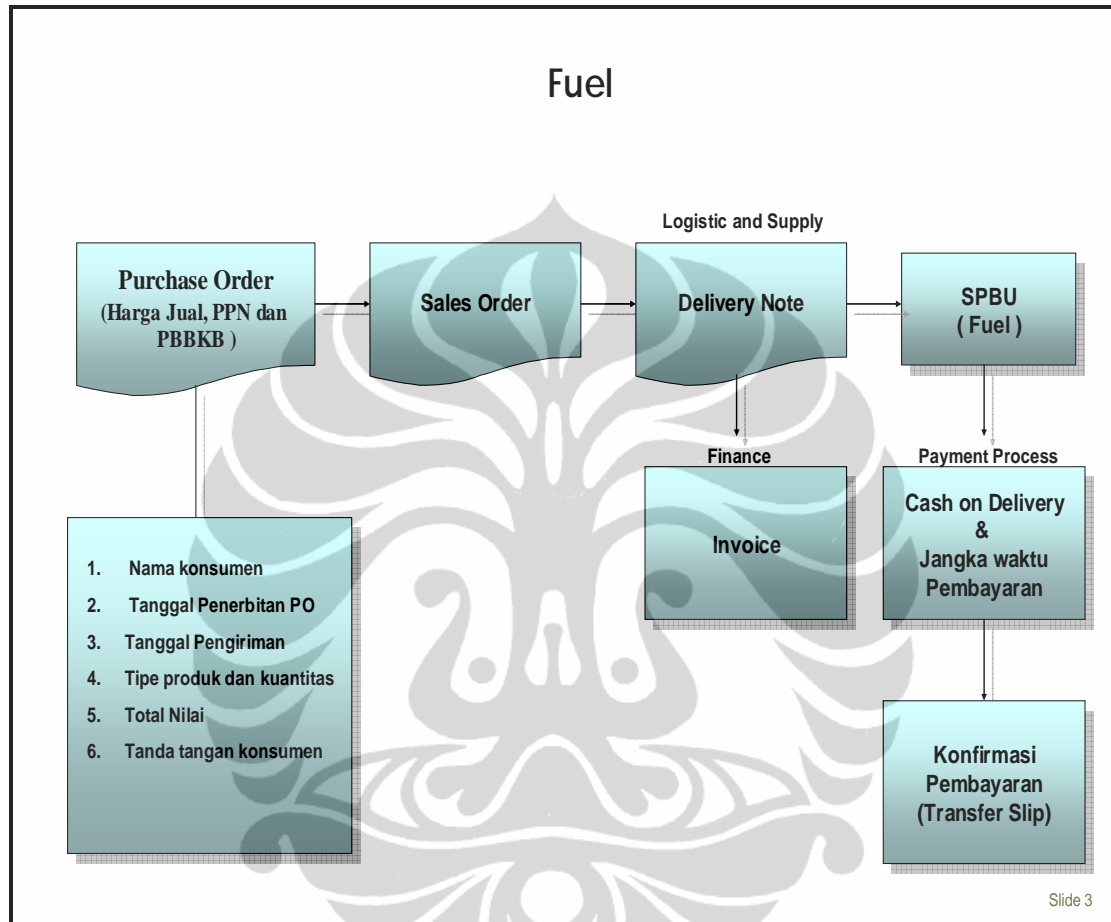 Fuel
Logistic and Supply
Purchase Order
(Harga Jual, PPN dan
PBBKB )
Sales Order
Delivery Note
SPBU
( Fuel )
Finance
Invoice
Payment Process
Cash on Delivery
&
Jangka waktu
Pembayaran
1. Nama konsumen
2. Tanggal Penerbitan PO
3. Tanggal Pengiriman
4. Tipe produk dan kuantitas
5. Total Nilai
6. Tanda tangan konsumen
Konfirmasi
Pembayaran
(Transfer Slip)
Slide 3